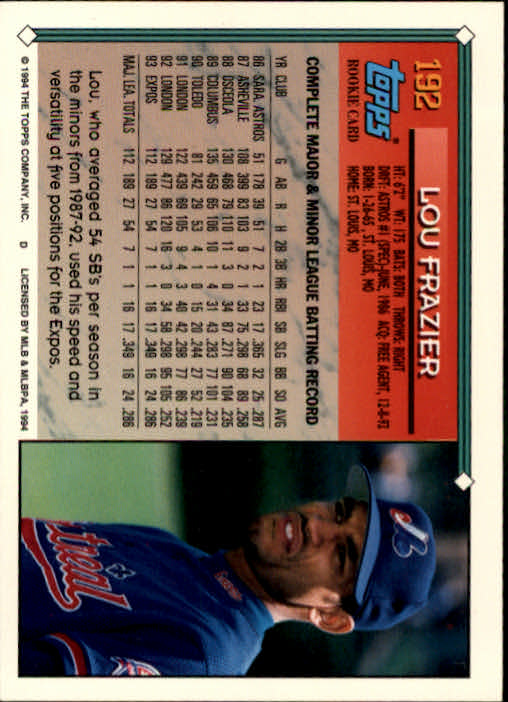 192
LOU FRAZIER
topps
ROOKIE CARD
HT: 6'2" WT: 175 BATS: BOTH THROWS: RIGHT
DRFT: ASTROS #1 (SPEC)-JUNE, 1986 ACQ: FREE AGENT, 12-8-92
BORN: 1-26-65, ST. LOUIS, MO
HOME: ST. LOUIS, MO
COMPLETE MAJOR & MINOR LEAGUE BATTING RECORD
YR CLUB G AB R H 2B 3B HR RBI SB SLG BB SO AVG
86 SARA. ASTROS 51 178 39 51 7 2 1 23 17 .365 32 25 .287
87 ASHEVILLE 108 399 83 103 9 2 1 33 75 .298 68 89 .258
88 OSCEOLA 130 468 79 110 11 3 0 34 87 .271 90 104 .235
89 COLUMBUS 135 459 65 106 10 1 4 31 43 .283 77 101 .231
90 TOLEDO 81 242 29 53 4 1 0 15 20 .244 27 52 .219
91 LONDON 122 439 69 105 9 4 3 40 42 .298 77 86 .239
92 LONDON 129 477 85 120 16 3 0 34 58 .298 95 107 .252
93 EXPOS 112 189 27 54 7 1 1 16 17 .349 16 24 .286
MAJ. LEA. TOTALS 112 189 27 54 7 1 1 16 17 .349 16 24 .286
Lou, who averaged 54 SB's per season in
the minors from 1987-92, used his speed and
versatility at five positions for the Expos.
© 1994 THE TOPPS COMPANY, INC. D LICENSED BY MLB & MLBPA, 1994
treal